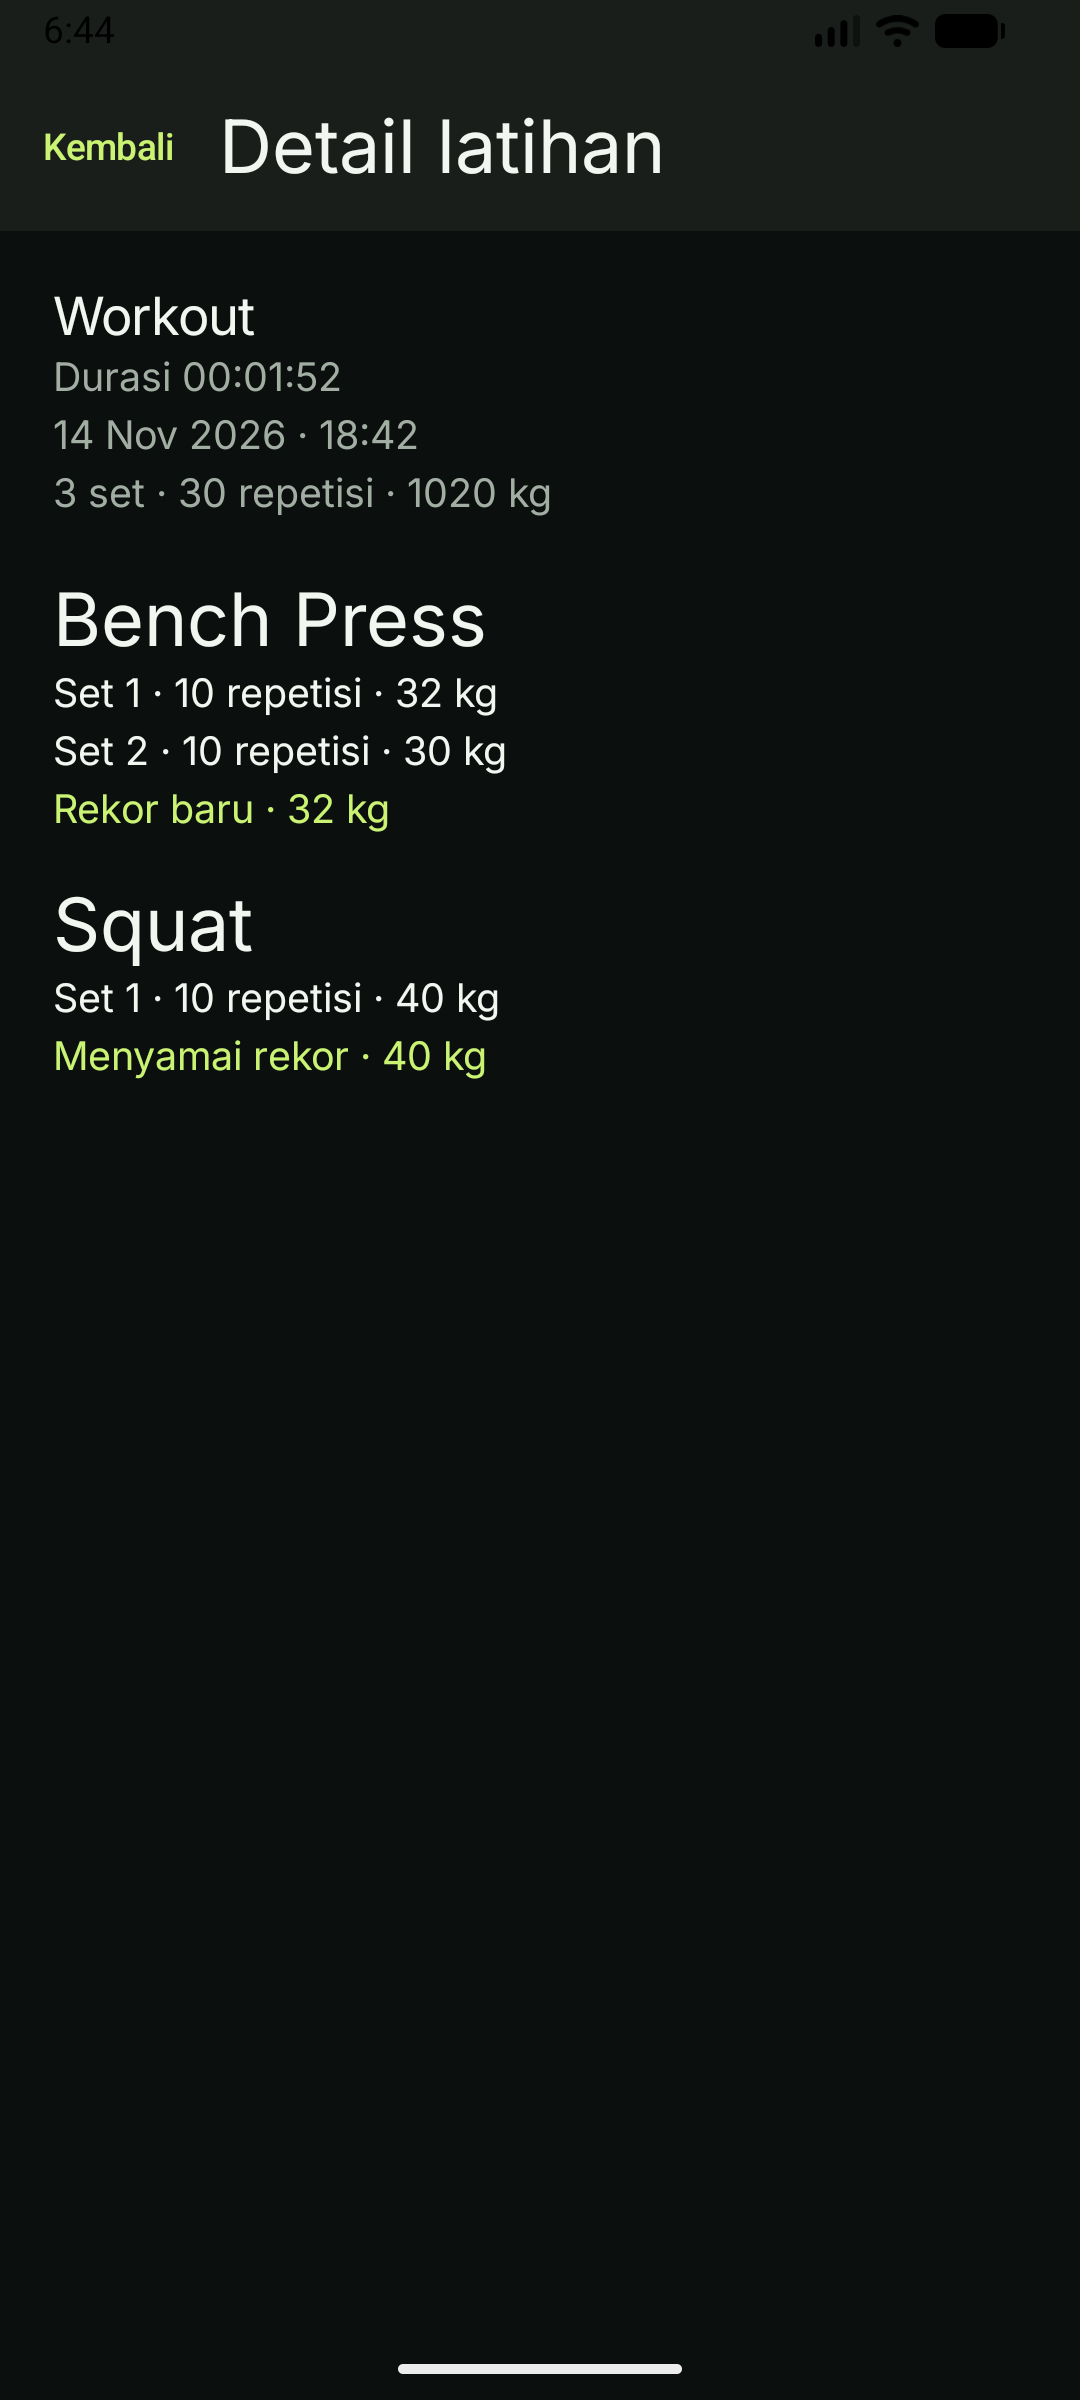 6:44
Kembali Detail latihan
Workout
Durasi 00:01:52
14 Nov 2026 · 18:42
3 set · 30 repetisi · 1020 kg
Bench Press
Set 1 · 10 repetisi · 32 kg
Set 2 · 10 repetisi · 30 kg
Rekor baru · 32 kg
Squat
Set 1 · 10 repetisi · 40 kg
Menyamai rekor · 40 kg